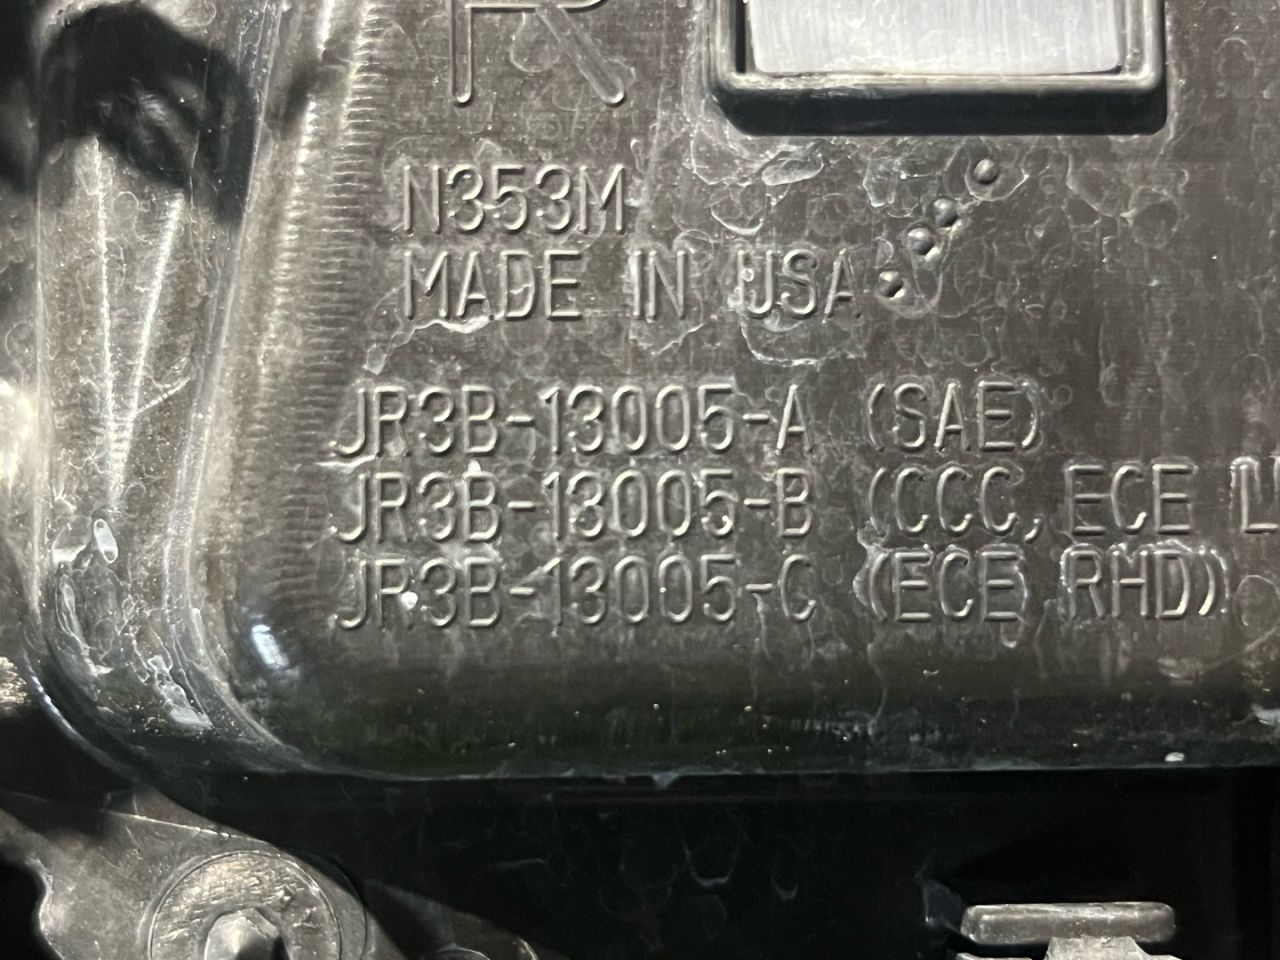 R
N353M
MADE IN USA
JR3B-13005-A (SAE)
JR3B-13005-B (CCC, ECE L
JR3B-13005-C (ECE RHD)